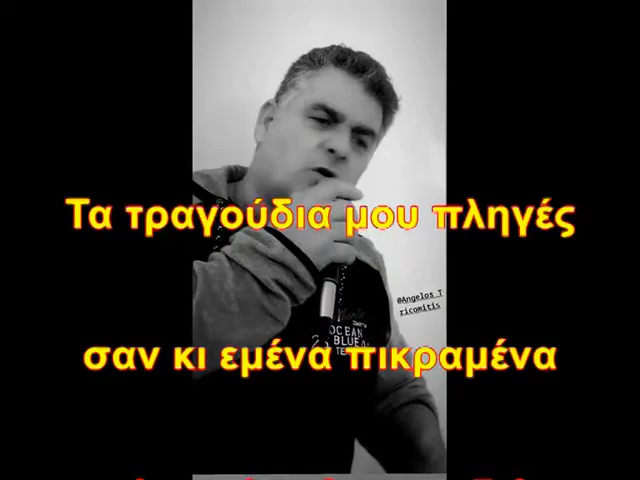 Τα τραγούδια μου πληγές
@Angelos_T
ricomitis
OCEAN
BLUE
σαν κι εμένα πικραμένα